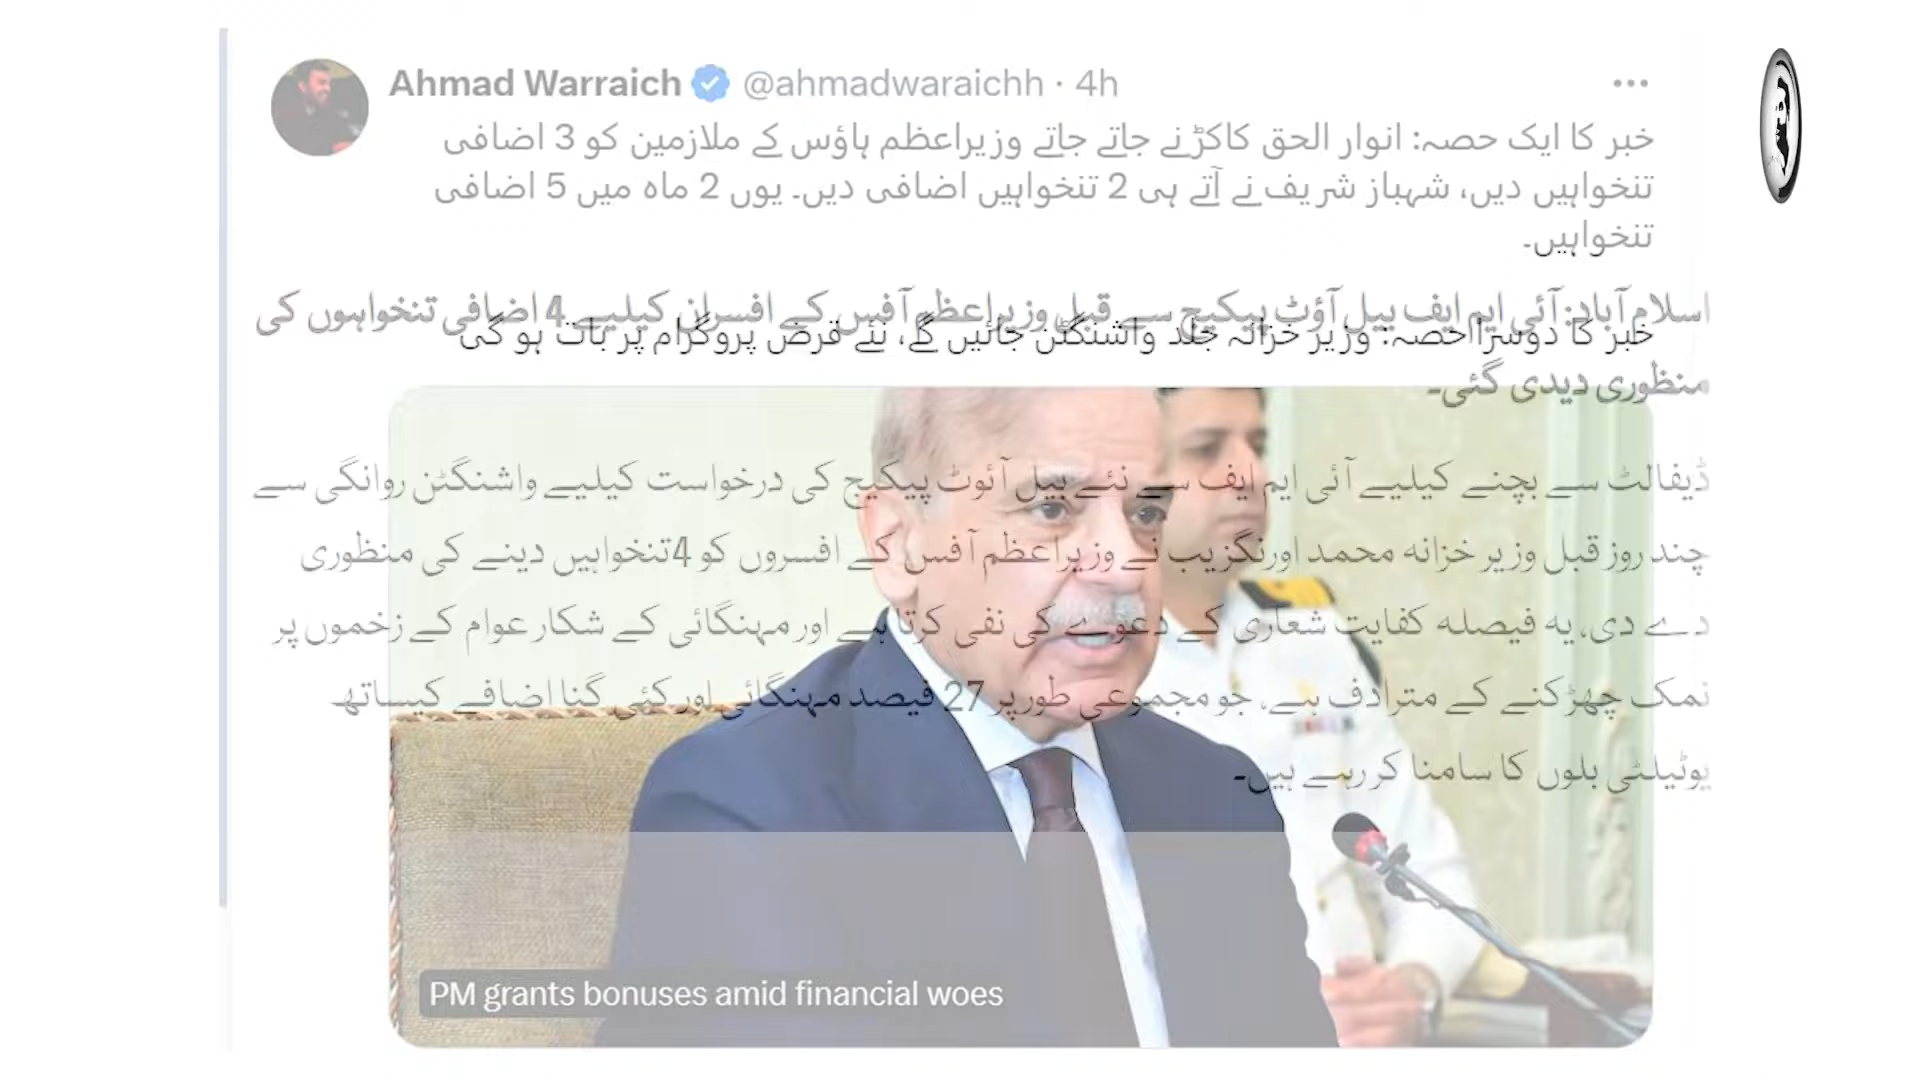 Ahmad Warraich @ahmadwaraichh · 4h
خبر کا ایک حصہ: انوار الحق کاکڑ نے جاتے جاتے وزیراعظم ہاؤس کے ملازمین کو 3 اضافی
تنخواہیں دیں، شہباز شریف نے آتے ہی 2 تنخواہیں اضافی دیں۔ یوں 2 ماہ میں 5 اضافی
تنخواہیں۔
اسلام آباد: آئی ایم ایف بیل آؤٹ پیکیج سے قبل وزیراعظم آفس کے افسران کیلیے 4 اضافی تنخواہوں کی
خبر کا دوسرا حصہ: وزیر خزانہ جلد واشنگٹن جائیں گے، نئے قرض پروگرام پر بات ہو گی
منظوری دیدی گئی۔
ڈیفالٹ سے بچنے کیلیے آئی ایم ایف سے نئے بیل آئوٹ پیکیج کی درخواست کیلیے واشنگٹن روانگی سے
چند روز قبل وزیر خزانہ محمد اورنگزیب نے وزیراعظم آفس کے افسروں کو 4تنخواہیں دینے کی منظوری
دے دی، یہ فیصلہ کفایت شعاری کے دعوے کی نفی کرتا ہے اور مہنگائی کے شکار عوام کے زخموں پر
نمک چھڑکنے کے مترادف ہے، جو مجموعی طور پر 27 فیصد مہنگائی اور کئی گنا اضافے کیساتھ
یوٹیلٹی بلوں کا سامنا کر رہے ہیں۔
PM grants bonuses amid financial woes